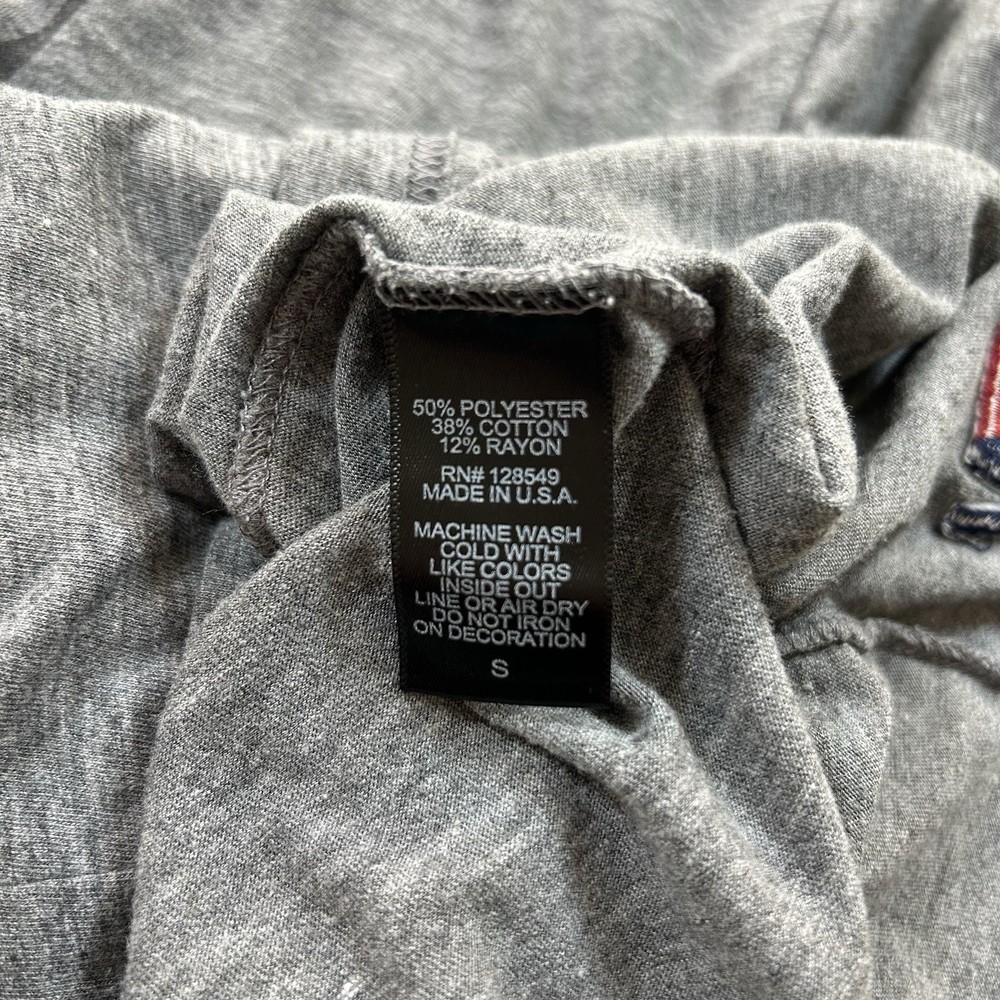 50% POLYESTER
38% COTTON
12% RAYON
RN# 128549
MADE IN U.S.A.
MACHINE WASH
COLD WITH
LIKE COLORS
INSIDE OUT
LINE OR AIR DRY
DO NOT IRON
ON DECORATION
S